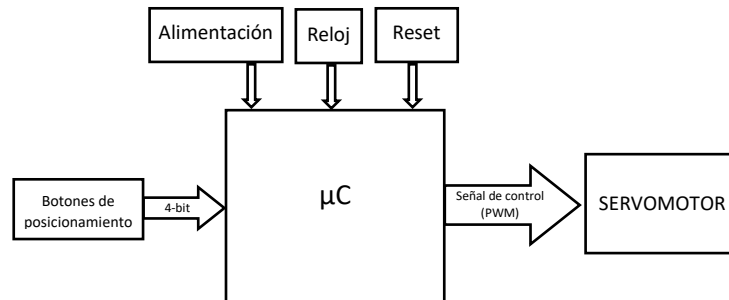 Alimentación
Reloj
Reset
Botones de
posicionamiento
4-bit
µC
Señal de control
(PWM)
SERVOMOTOR